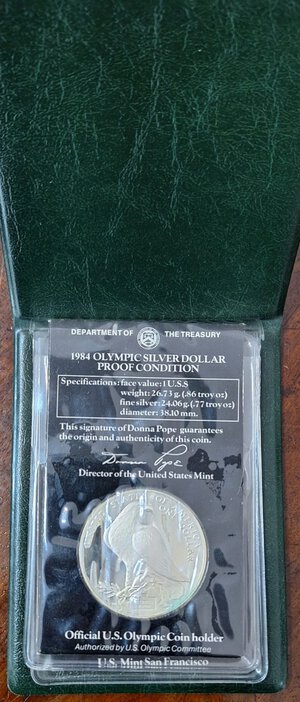 DEPARTMENT OF THE TREASURY
1984 OLYMPIC SILVER DOLLAR
PROOF CONDITION
Specifications: face value: 1 U.S.$
weight: 26.73 g. (.86 troy oz)
fine silver: 24.06 g. (.77 troy oz)
diameter: 38.10 mm.
This signature of Donna Pope guarantees
the origin and authenticity of this coin.
Donna Pope
Director of the United States Mint
Official U.S. Olympic Coin holder
Authorized by U.S. Olympic Committee
U.S. Mint San Francisco